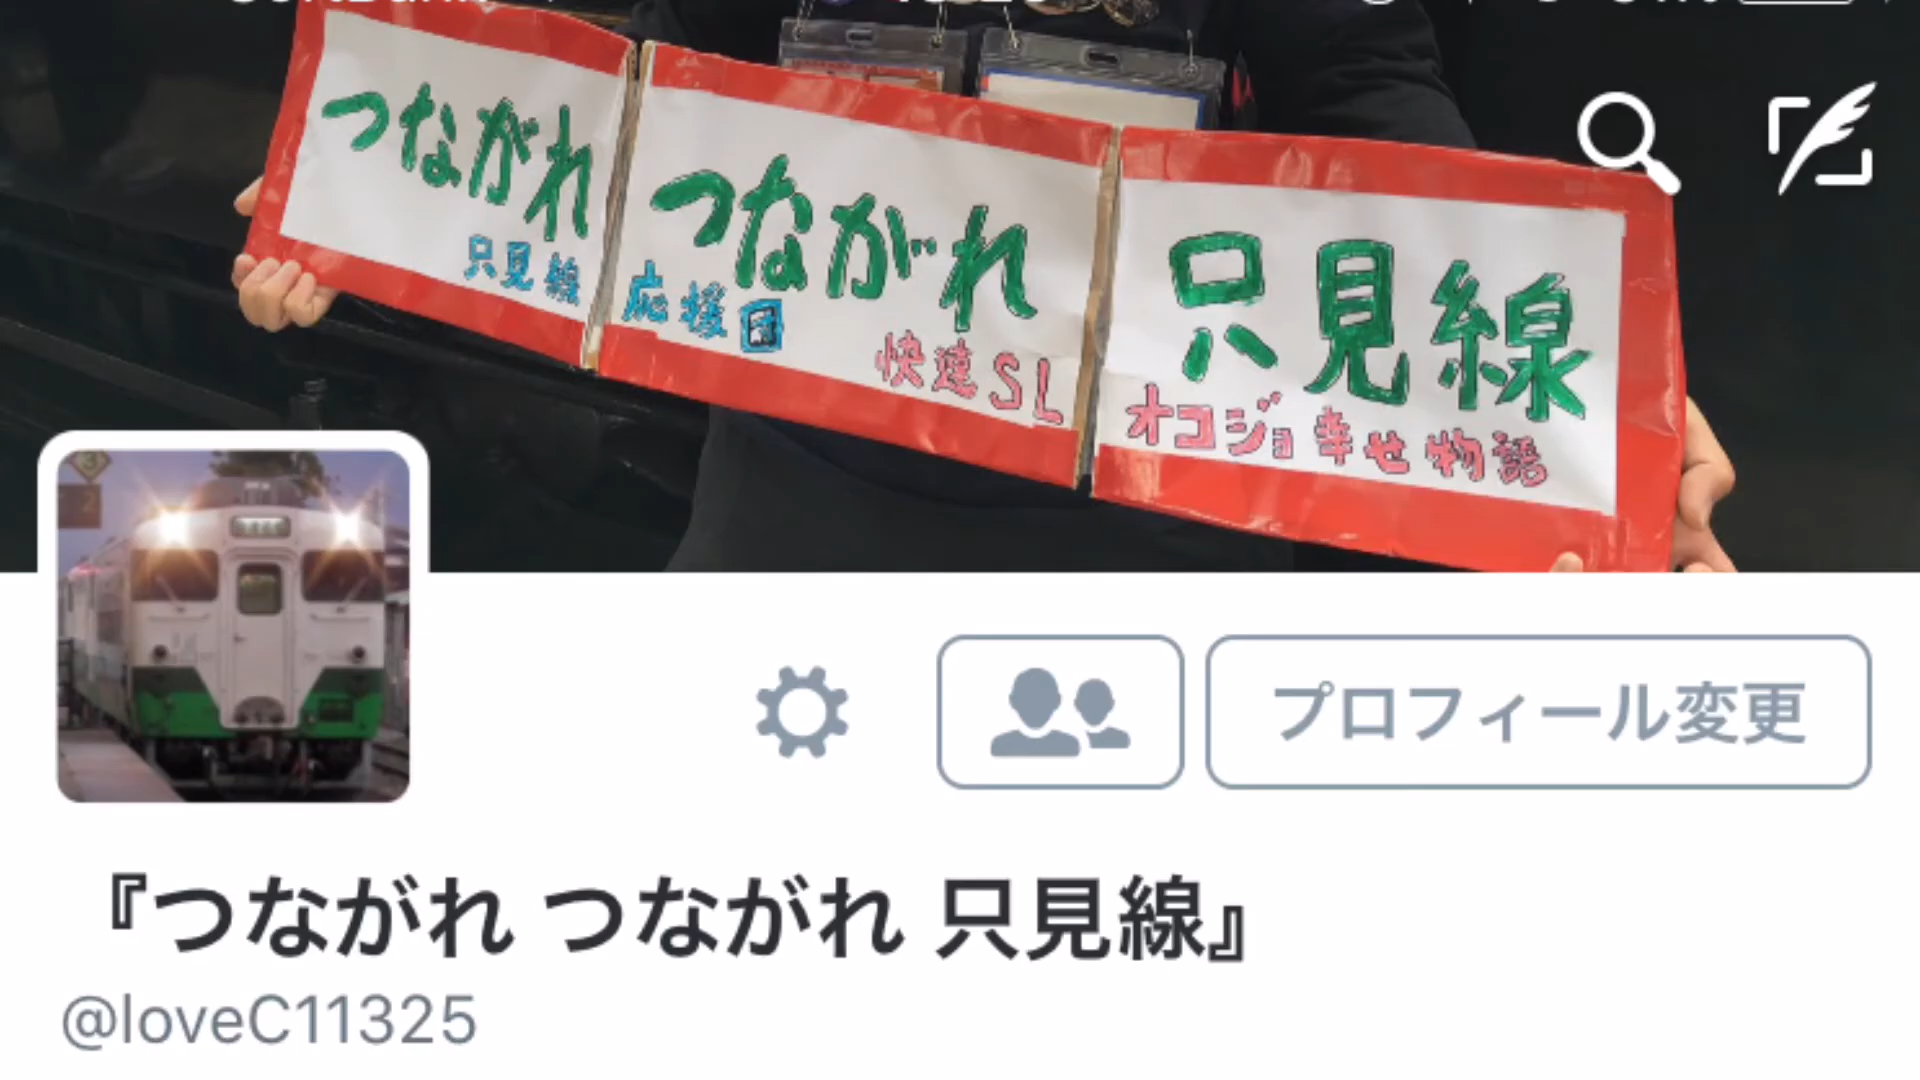 つながれ
つながれ
只見線
只見線
応援団
快速SL
オコジョ幸せ物語
プロフィール変更
『つながれ つながれ 只見線』
@loveC11325